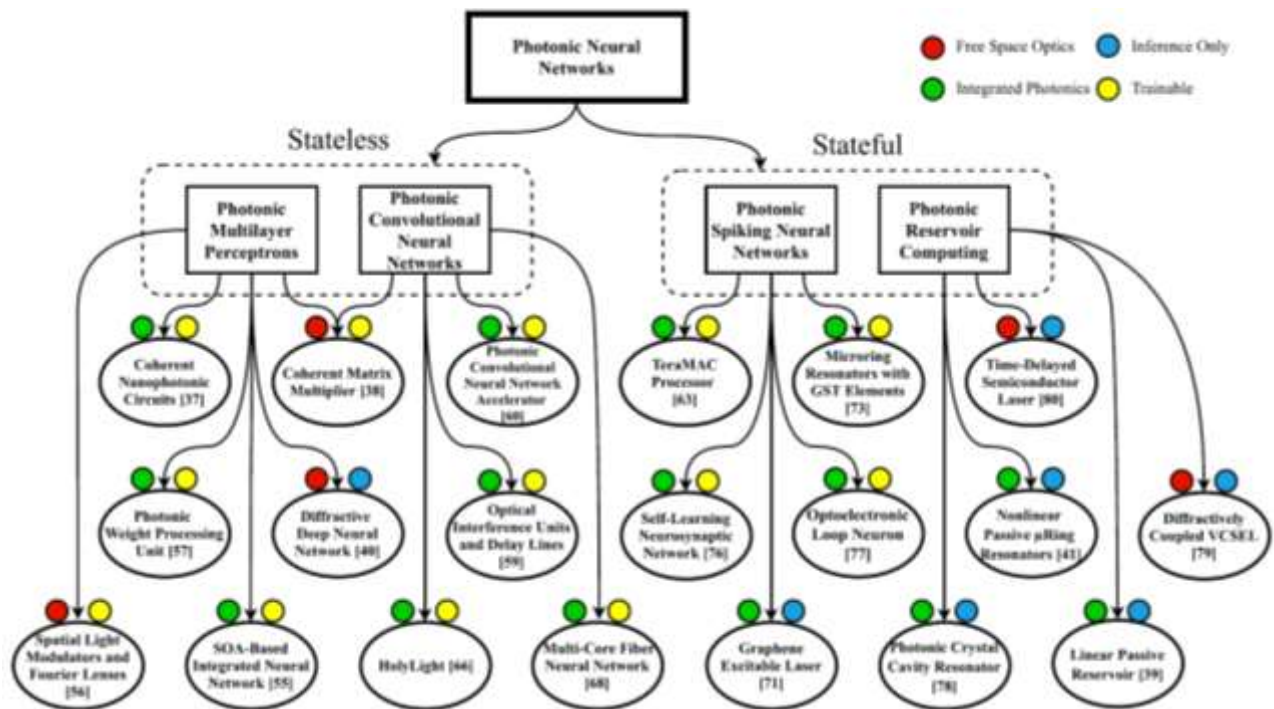 Photonic Neural
Networks
Free Space Optics
Inference Only
Integrated Photonics
Trainable
Stateless
Stateful
Photonic
Multilayer
Perceptrons
Photonic
Convolutional
Neural
Networks
Photonic
Spiking Neural
Networks
Photonic
Reservoir
Computing
Coherent
Nanophotonic
Circuits [37]
Coherent Matrix
Multiplier [38]
Photonic
Convolutional
Neural Network
Accelerator
[60]
TeraMAC
Processor
[63]
Microring
Resonators with
GST Elements
[73]
Time-Delayed
Semiconductor
Laser [80]
Photonic
Weight Processing
Unit [57]
Diffractive
Deep Neural
Network [40]
Optical
Interference Units
and Delay Lines
[59]
Self-Learning
Neurosynaptic
Network [76]
Optoelectronic
Loop Neuron
[77]
Nonlinear
Passive μRing
Resonators [41]
Diffractively
Coupled VCSEL
[79]
Spatial Light
Modulators and
Fourier Lenses
[56]
SOA-Based
Integrated Neural
Network [55]
HolyLight [66]
Multi-Core Fiber
Neural Network
[68]
Graphene
Excitable Laser
[71]
Photonic Crystal
Cavity Resonator
[78]
Linear Passive
Reservoir [39]